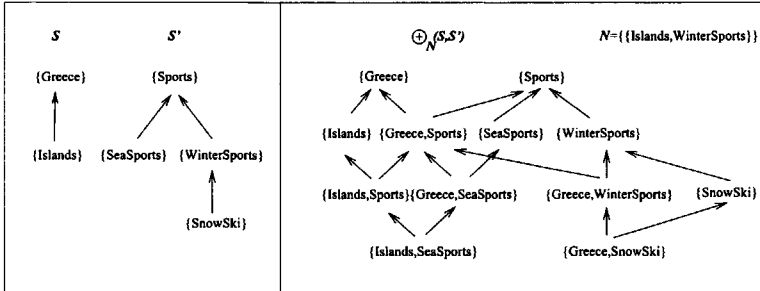 S S' ⊕N(S,S') N={{Islands,WinterSports}}
{Greece} {Sports} {Greece} {Sports}
{Islands} {SeaSports} {WinterSports} {Islands} {Greece,Sports} {SeaSports} {WinterSports}
{Islands,Sports} {Greece,SeaSports} {Greece,WinterSports} {SnowSki}
{SnowSki}
{Islands,SeaSports} {Greece,SnowSki}